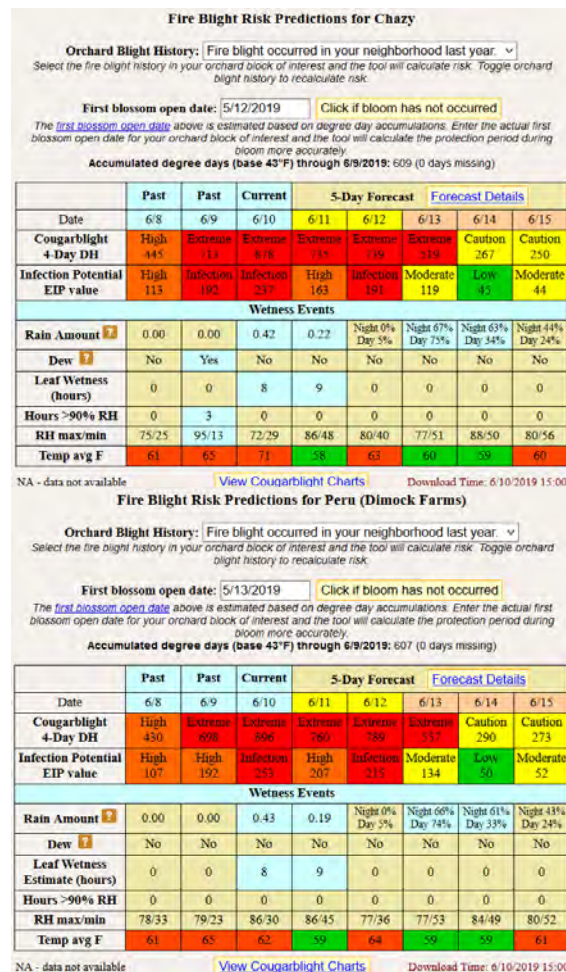 Fire Blight Risk Predictions for Chazy
Orchard Blight History: Fire blight occurred in your neighborhood last year.
Select the fire blight history in your orchard block of interest and the tool will calculate risk. Toggle orchard
blight history to recalculate risk.
First blossom open date: 5/12/2019 Click if bloom has not occurred
The first blossom open date above is estimated based on degree day accumulations. Enter the actual first
blossom open date for your orchard block of interest and the tool will calculate the protection period during
bloom more accurately.
Accumulated degree days (base 43°F) through 6/9/2019: 609 (0 days missing)
Past Past Current 5-Day Forecast Forecast Details
Date 6/8 6/9 6/10 6/11 6/12 6/13 6/14 6/15
Cougarblight High Extreme Extreme Extreme Extreme Extreme Caution Caution
4-Day DH 445 713 878 735 739 519 267 250
Infection Potential High Infection Infection High Infection Moderate Low Moderate
EIP value 113 192 237 163 191 119 45 44
Wetness Events
Rain Amount ? 0.00 0.00 0.42 0.22 Night 0% Night 67% Night 63% Night 44%
Day 5% Day 75% Day 34% Day 24%
Dew ? No Yes No No No No No No
Leaf Wetness
(hours) 0 0 8 9 0 0 0 0
Hours >90% RH 0 3 0 0 0 0 0 0
RH max/min 75/25 95/13 72/29 86/48 80/40 77/51 88/50 80/56
Temp avg F 61 65 71 58 63 60 59 60
NA - data not available View Cougarblight Charts Download Time: 6/10/2019 15:00
Fire Blight Risk Predictions for Peru (Dimock Farms)
Orchard Blight History: Fire blight occurred in your neighborhood last year.
Select the fire blight history in your orchard block of interest and the tool will calculate risk. Toggle orchard
blight history to recalculate risk.
First blossom open date: 5/13/2019 Click if bloom has not occurred
The first blossom open date above is estimated based on degree day accumulations. Enter the actual first
blossom open date for your orchard block of interest and the tool will calculate the protection period during
bloom more accurately.
Accumulated degree days (base 43°F) through 6/9/2019: 607 (0 days missing)
Past Past Current 5-Day Forecast Forecast Details
Date 6/8 6/9 6/10 6/11 6/12 6/13 6/14 6/15
Cougarblight High Extreme Extreme Extreme Extreme Extreme Caution Caution
4-Day DH 430 698 896 760 789 557 290 273
Infection Potential High High Infection High Infection Moderate Low Moderate
EIP value 107 192 253 207 215 134 50 52
Wetness Events
Rain Amount ? 0.00 0.00 0.43 0.19 Night 0% Night 66% Night 61% Night 43%
Day 5% Day 74% Day 33% Day 24%
Dew ? No No No No No No No No
Leaf Wetness
Estimate (hours) 0 0 8 9 0 0 0 0
Hours >90% RH 0 0 0 0 0 0 0 0
RH max/min 78/33 79/23 86/30 86/45 77/36 77/53 84/49 80/52
Temp avg F 61 65 62 59 64 59 59 61
NA - data not available View Cougarblight Charts Download Time: 6/10/2019 15:00